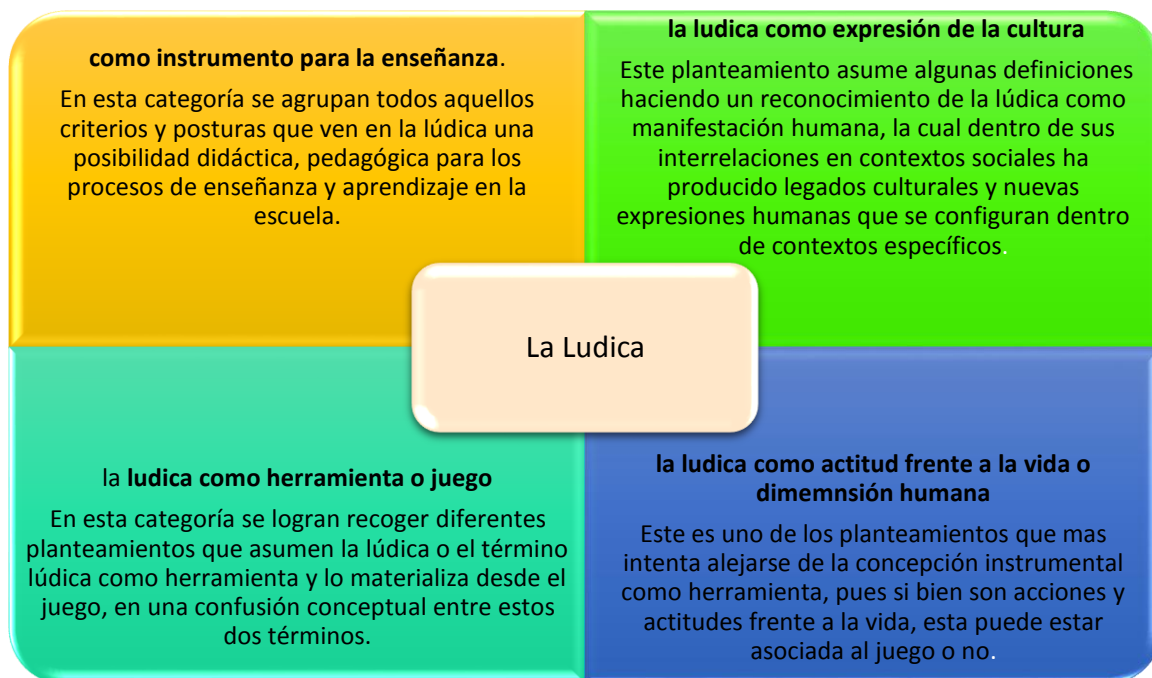 como instrumento para la enseñanza.
En esta categoría se agrupan todos aquellos
criterios y posturas que ven en la lúdica una
posibilidad didáctica, pedagógica para los
procesos de enseñanza y aprendizaje en la
escuela.
la ludica como expresión de la cultura
Este planteamiento asume algunas definiciones
haciendo un reconocimiento de la lúdica como
manifestación humana, la cual dentro de sus
interrelaciones en contextos sociales ha
producido legados culturales y nuevas
expresiones humanas que se configuran dentro
de contextos específicos.
La Ludica
la ludica como herramienta o juego
En esta categoría se logran recoger diferentes
planteamientos que asumen la lúdica o el término
lúdica como herramienta y lo materializa desde el
juego, en una confusión conceptual entre estos
dos términos.
la ludica como actitud frente a la vida o
dimemnsión humana
Este es uno de los planteamientos que mas
intenta alejarse de la concepción instrumental
como herramienta, pues si bien son acciones y
actitudes frente a la vida, esta puede estar
asociada al juego o no.